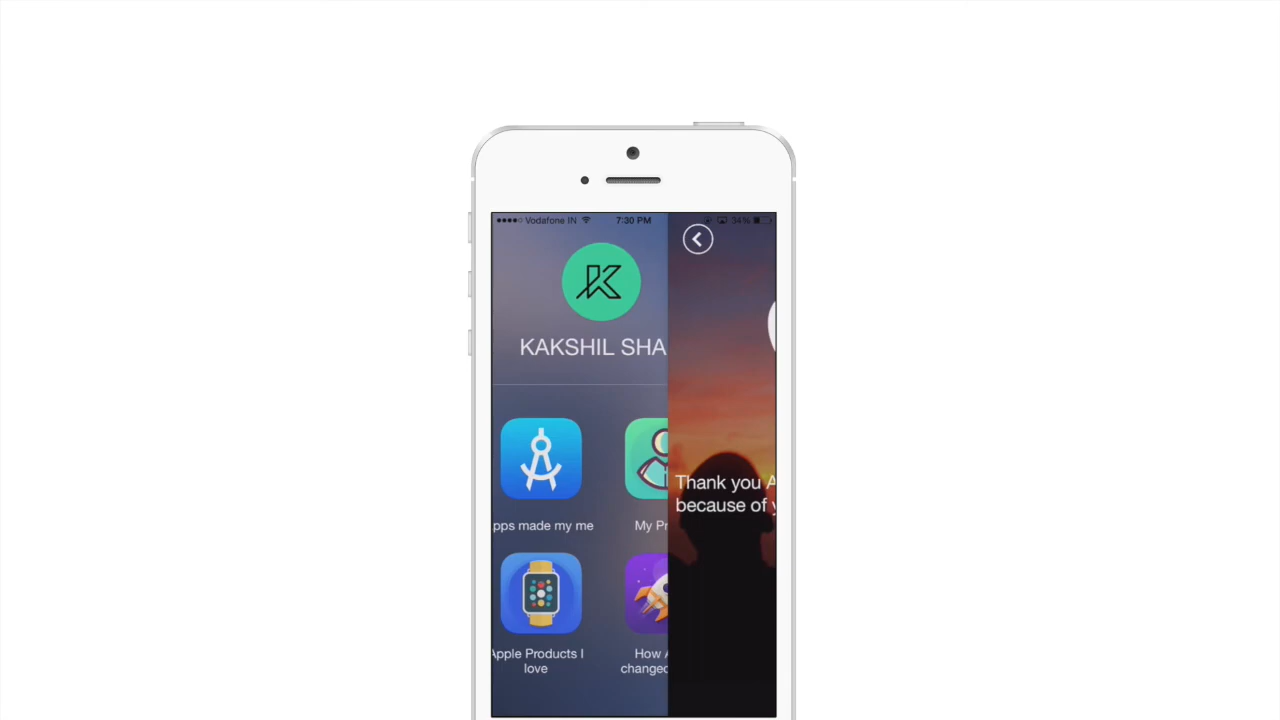 Vodafone IN 7:30 PM 34%
KAKSHIL SHA
Thank you A
because of y
pps made my me
My Pr
Apple Products I
love
How A
changed